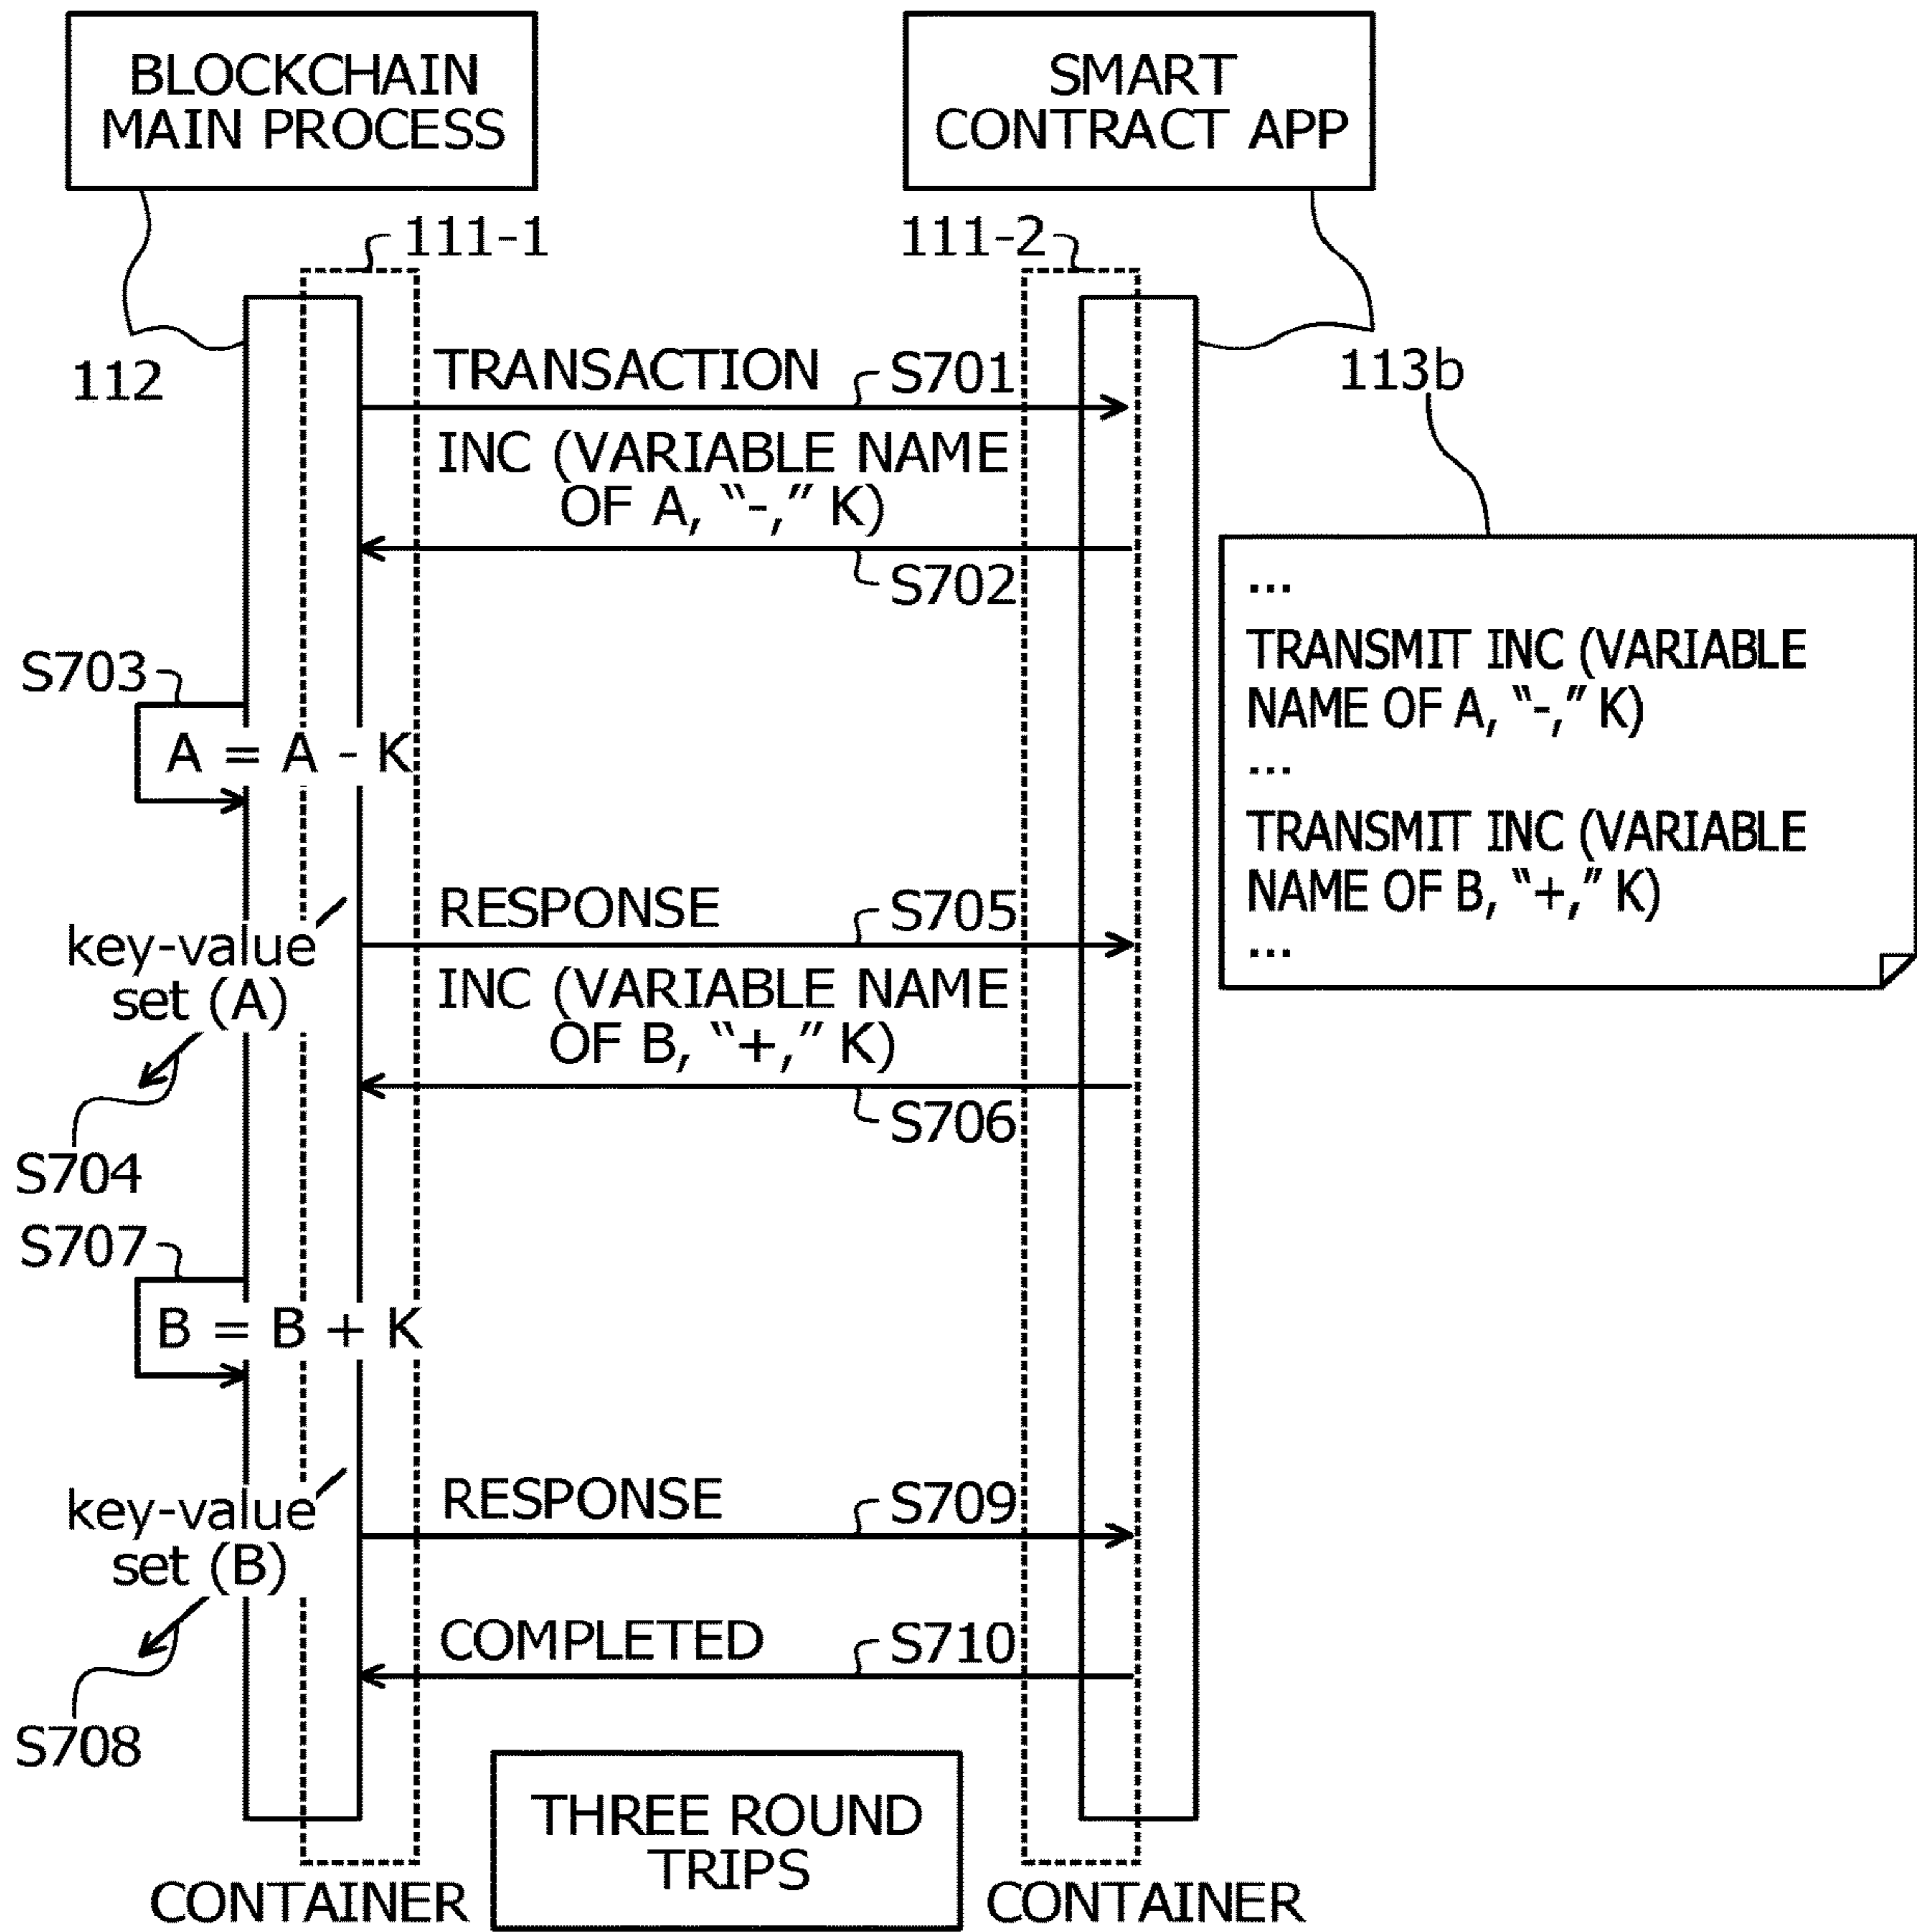 BLOCKCHAIN
MAIN PROCESS
SMART
CONTRACT APP
111-1
111-2
112
TRANSACTION
S701
113b
INC (VARIABLE NAME
OF A, “-,” K)
S702
...
TRANSMIT INC (VARIABLE
NAME OF A, “-,” K)
...
TRANSMIT INC (VARIABLE
NAME OF B, “+,” K)
...
S703
A = A - K
key-value
set (A)
RESPONSE
S705
INC (VARIABLE NAME
OF B, “+,” K)
S706
S704
S707
B = B + K
key-value
set (B)
RESPONSE
S709
COMPLETED
S710
S708
THREE ROUND
TRIPS
CONTAINER
CONTAINER